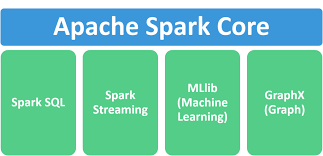 Apache Spark Core
Spark SQL
Spark
Streaming
MLlib
(Machine
Learning)
GraphX
(Graph)